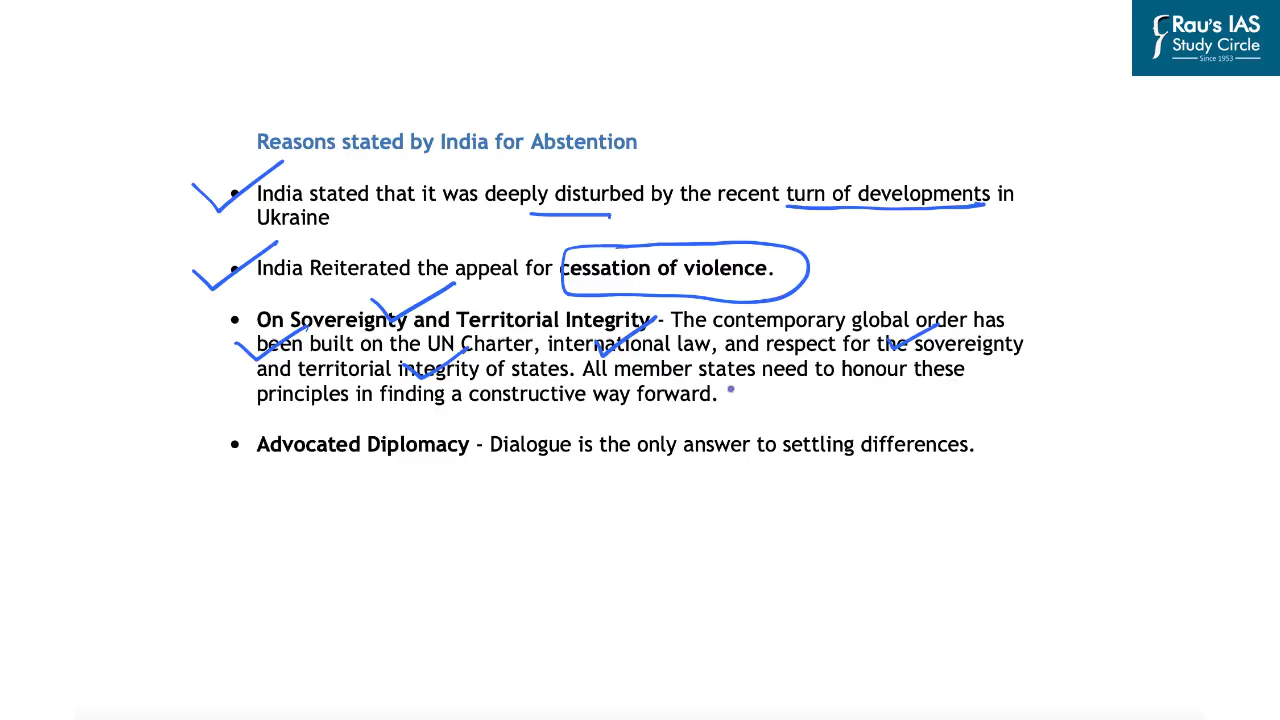 Rau's IAS
Study Circle
Since 1953
Reasons stated by India for Abstention
• India stated that it was deeply disturbed by the recent turn of developments in
Ukraine
• India Reiterated the appeal for cessation of violence.
• On Sovereignty and Territorial Integrity - The contemporary global order has
been built on the UN Charter, international law, and respect for the sovereignty
and territorial integrity of states. All member states need to honour these
principles in finding a constructive way forward.
• Advocated Diplomacy - Dialogue is the only answer to settling differences.